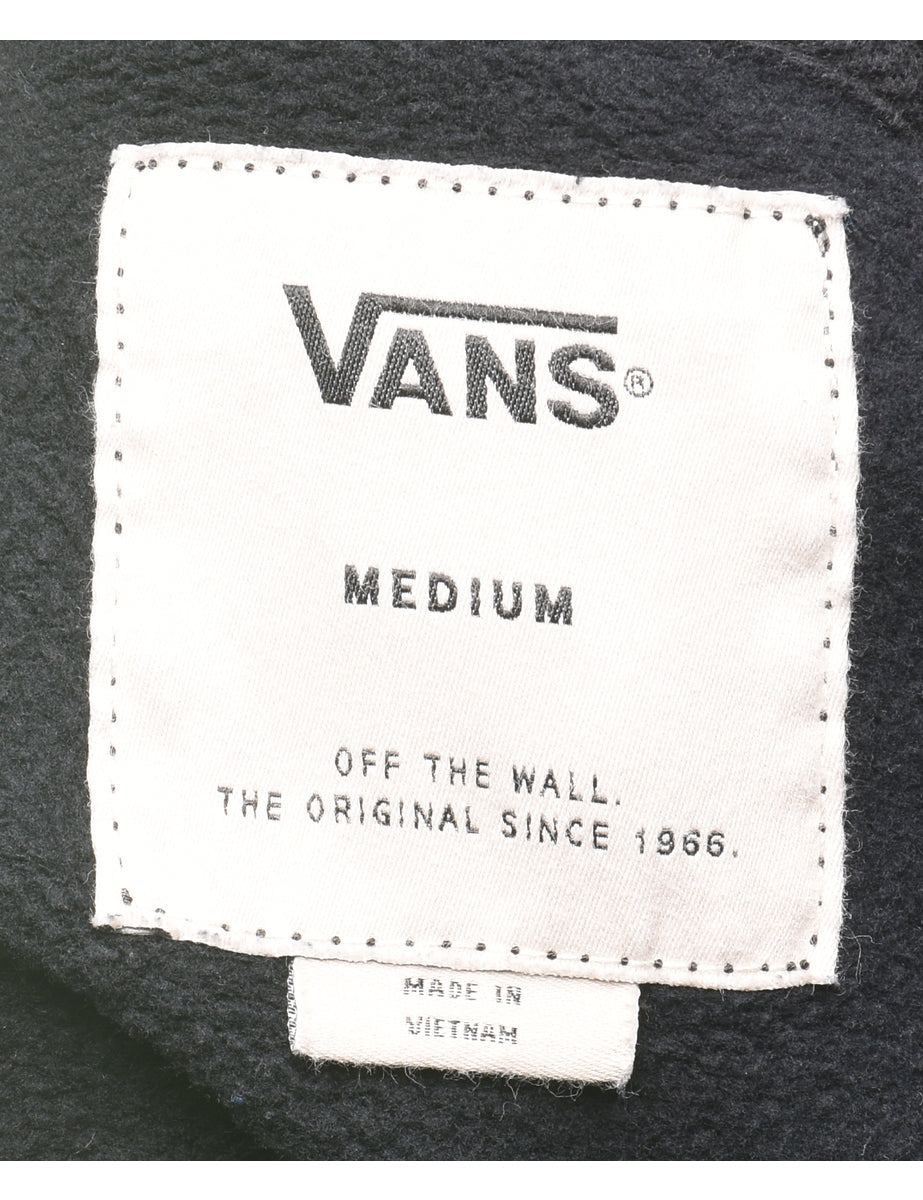 VANS®
MEDIUM
OFF THE WALL.
THE ORIGINAL SINCE 1966.
MADE IN
VIETNAM